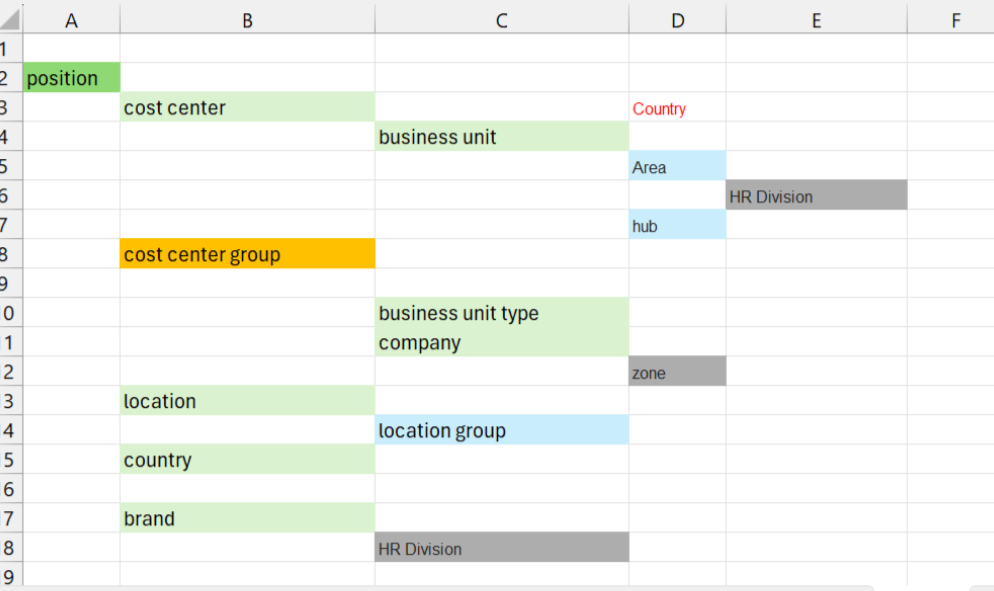 A B C D E F
1
2 position
3 cost center Country
4 business unit
5 Area
6 HR Division
7 hub
8 cost center group
9
0 business unit type
1 company
2 zone
3 location
4 location group
5 country
6
7 brand
8 HR Division
9